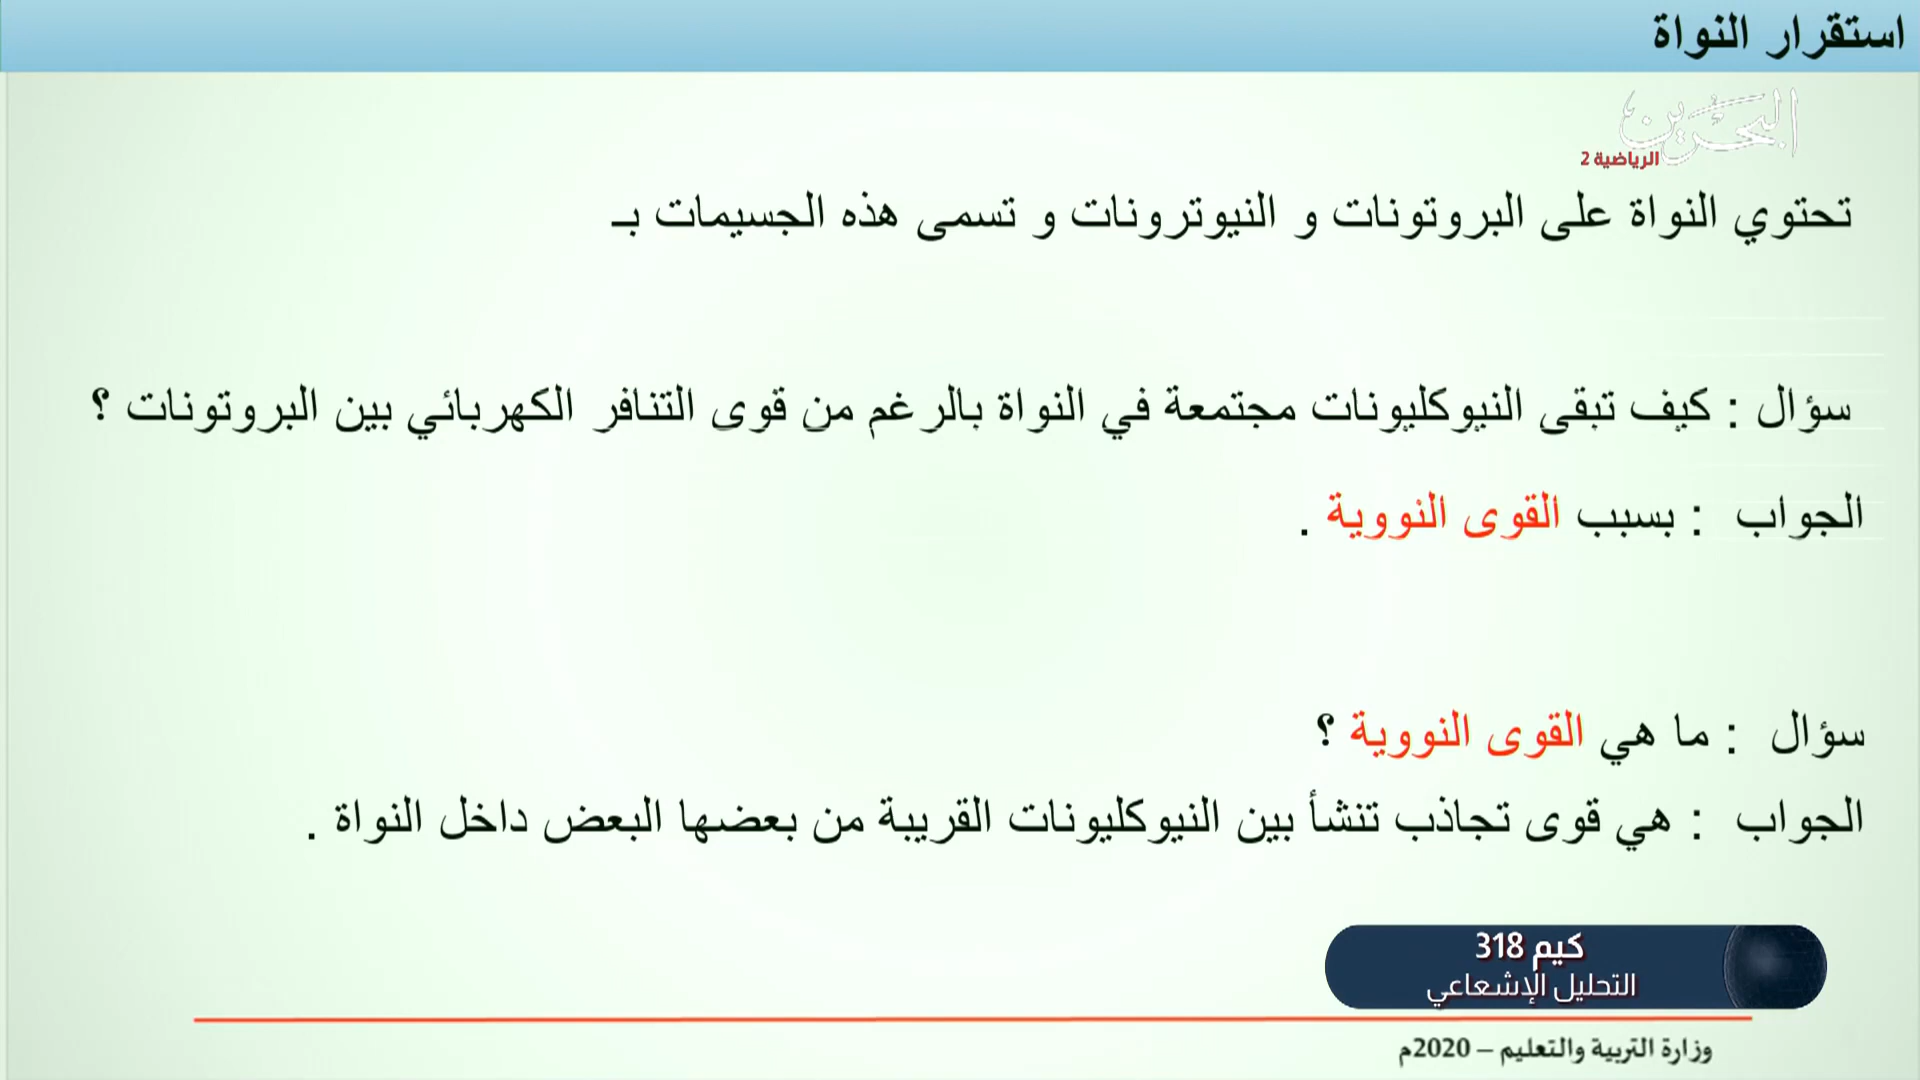 استقرار النواة
البحرين
الرياضية 2
تحتوي النواة على البروتونات و النيوترونات و تسمى هذه الجسيمات بـ
سؤال : كيف تبقى النيوكليونات مجتمعة في النواة بالرغم من قوى التنافر الكهربائي بين البروتونات ؟
الجواب : بسبب القوى النووية .
سؤال : ما هي القوى النووية ؟
الجواب : هي قوى تجاذب تنشأ بين النيوكليونات القريبة من بعضها البعض داخل النواة .
كيم 318
التحليل الإشعاعي
وزارة التربية والتعليم – 2020م